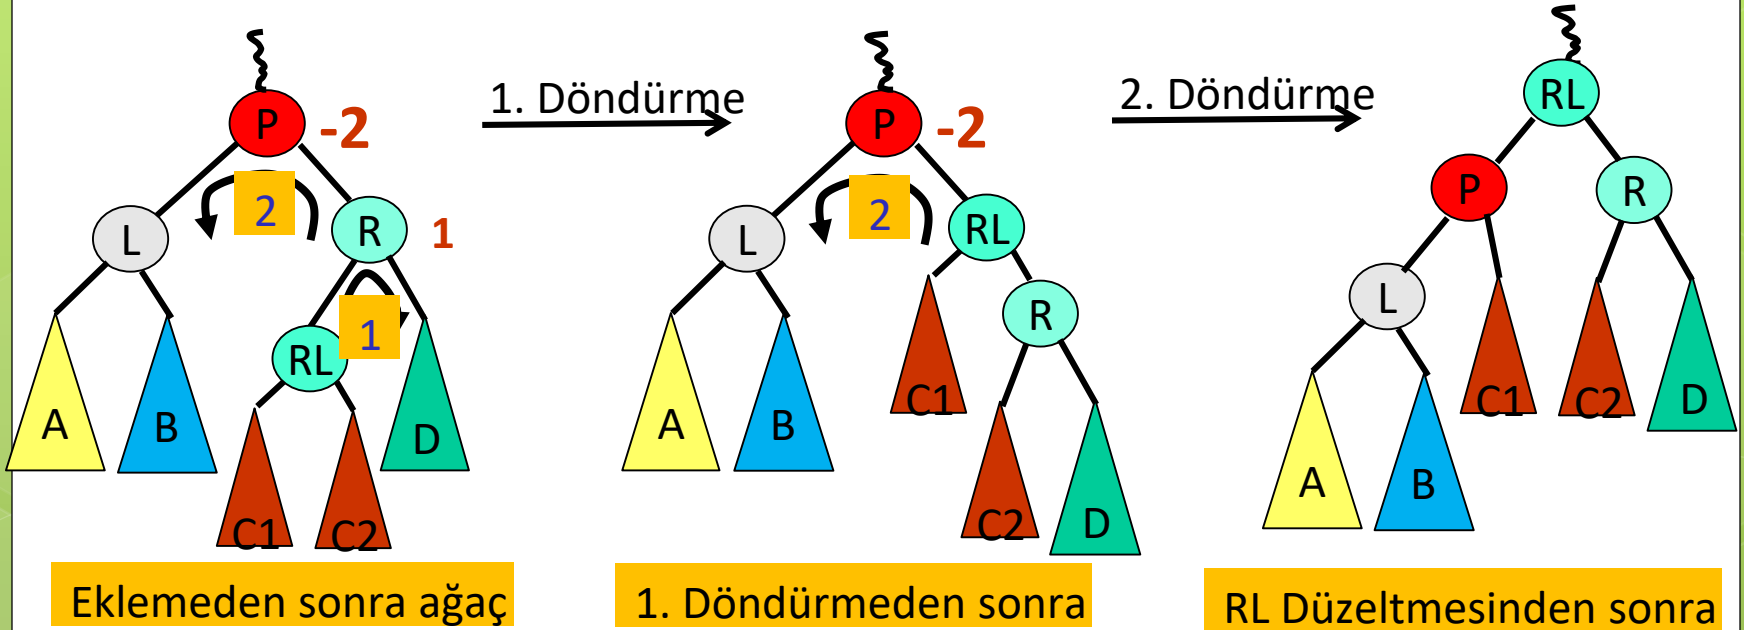 P
-2
L
2
R
1
RL
1
A
B
C1
C2
D
Eklemeden sonra ağaç
1. Döndürme
P
-2
L
2
RL
R
A
B
C1
C2
D
1. Döndürmeden sonra
2. Döndürme
RL
P
R
L
A
B
C1
C2
D
RL Düzeltmesinden sonra